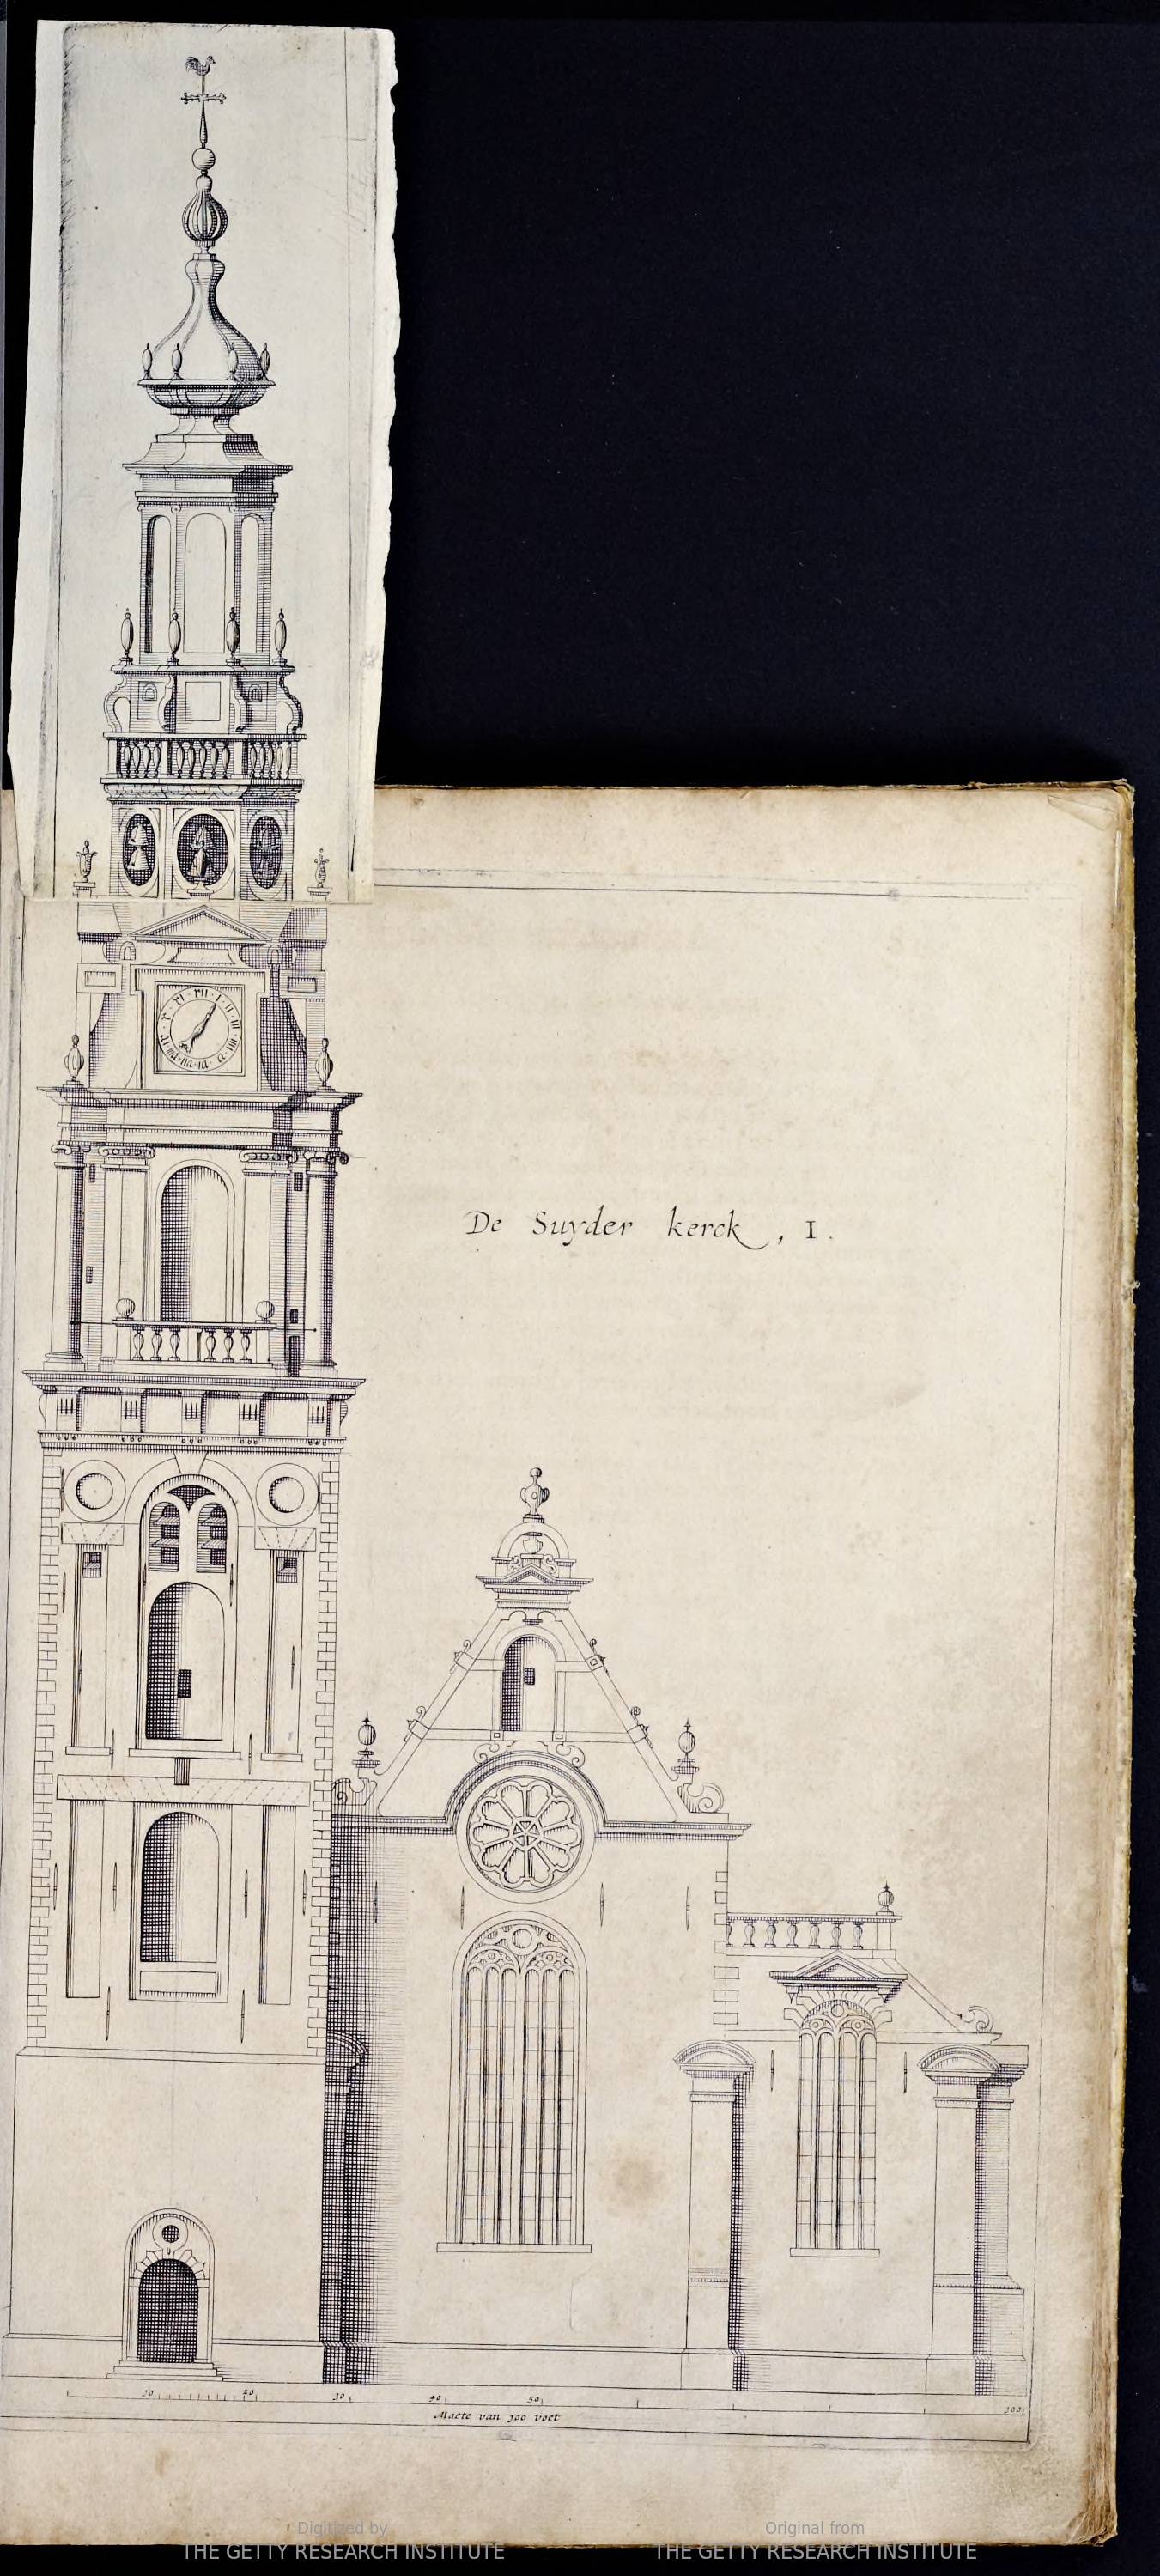 De Suyder kerck, I.
10 20 30 40 50 100
Maete van 100 voet
Digitized by
THE GETTY RESEARCH INSTITUTE
Original from
THE GETTY RESEARCH INSTITUTE